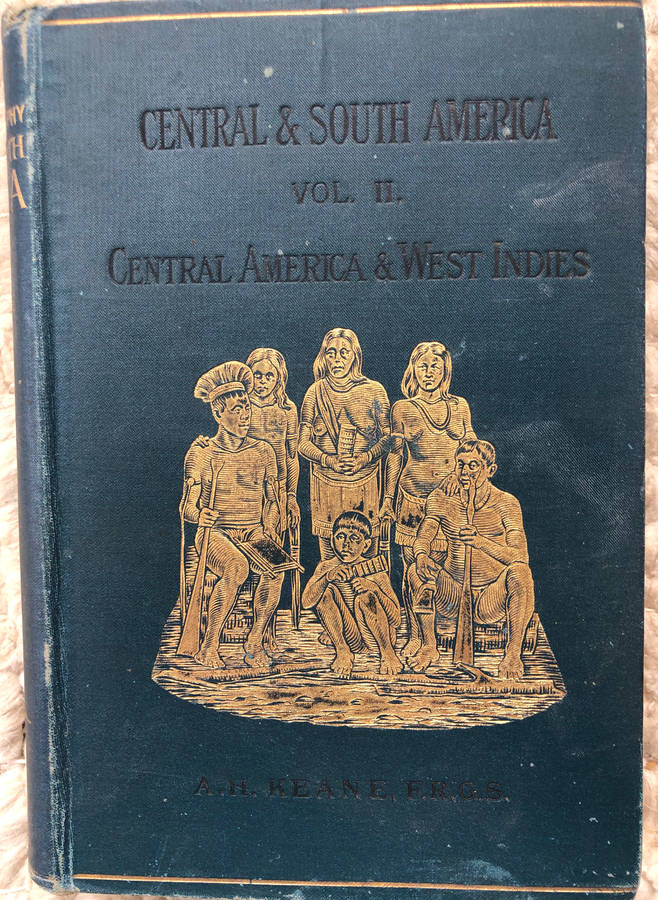 CENTRAL & SOUTH AMERICA
VOL. II.
CENTRAL AMERICA & WEST INDIES
A.H. KEANE, F.R.G.S.